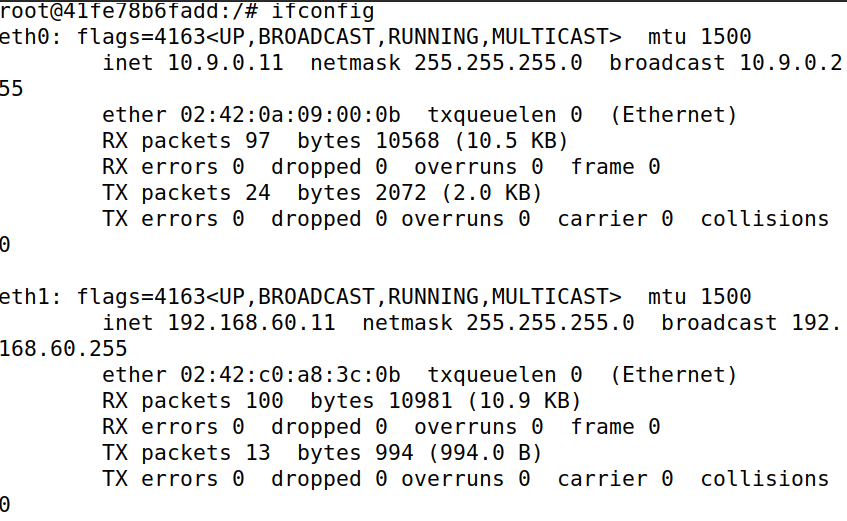 root@41fe78b6fadd:/# ifconfig
eth0: flags=4163<UP,BROADCAST,RUNNING,MULTICAST>  mtu 1500
        inet 10.9.0.11  netmask 255.255.255.0  broadcast 10.9.0.2
55
        ether 02:42:0a:09:00:0b  txqueuelen 0  (Ethernet)
        RX packets 97  bytes 10568 (10.5 KB)
        RX errors 0  dropped 0  overruns 0  frame 0
        TX packets 24  bytes 2072 (2.0 KB)
        TX errors 0  dropped 0 overruns 0  carrier 0  collisions
0

eth1: flags=4163<UP,BROADCAST,RUNNING,MULTICAST>  mtu 1500
        inet 192.168.60.11  netmask 255.255.255.0  broadcast 192.
168.60.255
        ether 02:42:c0:a8:3c:0b  txqueuelen 0  (Ethernet)
        RX packets 100  bytes 10981 (10.9 KB)
        RX errors 0  dropped 0  overruns 0  frame 0
        TX packets 13  bytes 994 (994.0 B)
        TX errors 0  dropped 0 overruns 0  carrier 0  collisions
0